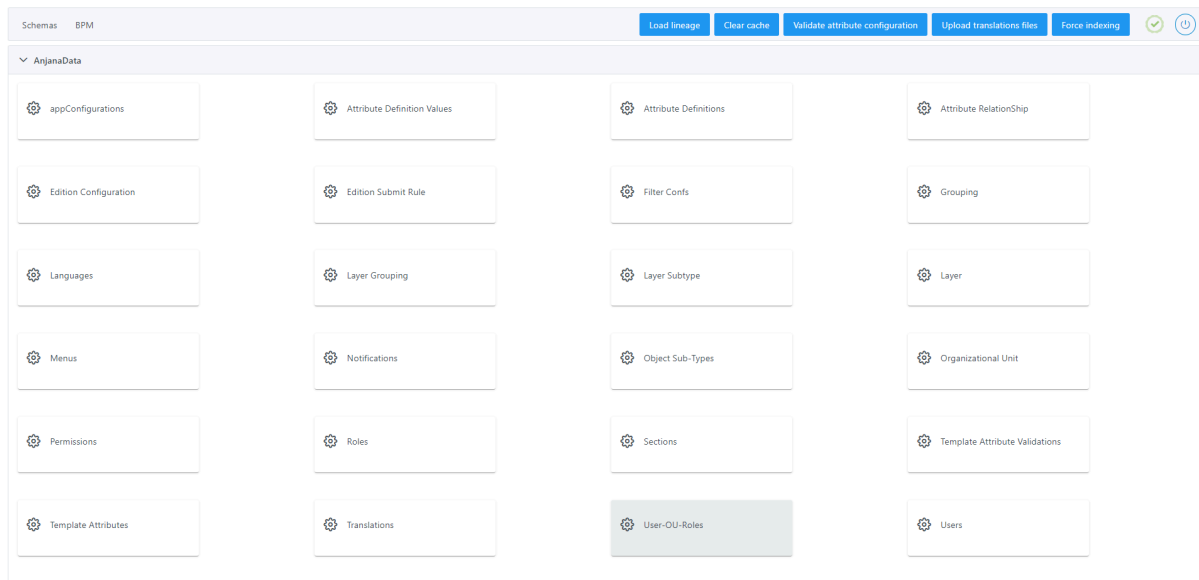 Schemas BPM Load lineage Clear cache Validate attribute configuration Upload translations files Force indexing
AnjanaData
appConfigurations Attribute Definition Values Attribute Definitions Attribute RelationShip
Edition Configuration Edition Submit Rule Filter Confs Grouping
Languages Layer Grouping Layer Subtype Layer
Menus Notifications Object Sub-Types Organizational Unit
Permissions Roles Sections Template Attribute Validations
Template Attributes Translations User-OU-Roles Users